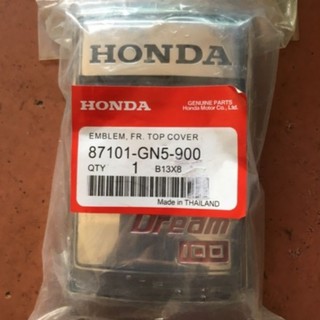 HONDA
HONDA
GENUINE PARTS
Honda Motor Co., Ltd.
EMBLEM, FR. TOP COVER
87101-GN5-900
QTY 1 B13X8
Made in THAILAND
Dream
100